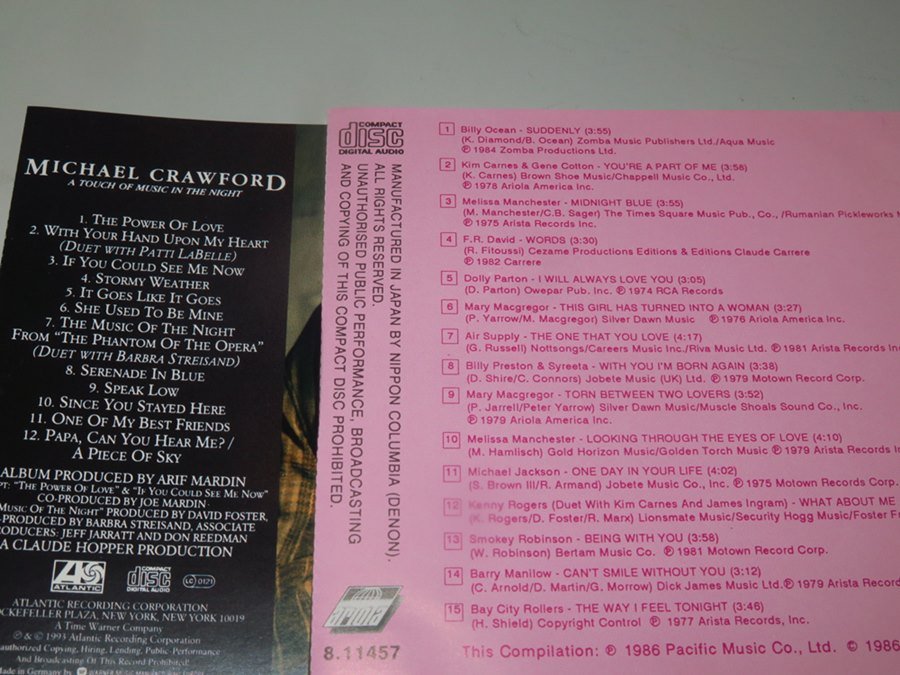 MICHAEL CRAWFORD
A TOUCH OF MUSIC IN THE NIGHT
1. THE POWER OF LOVE
2. WITH YOUR HAND UPON MY HEART
(DUET WITH PATTI LABELLE)
3. IF YOU COULD SEE ME NOW
4. STORMY WEATHER
5. IT GOES LIKE IT GOES
6. SHE USED TO BE MINE
7. THE MUSIC OF THE NIGHT
FROM "THE PHANTOM OF THE OPERA"
(DUET WITH BARBRA STREISAND)
8. SERENADE IN BLUE
9. SPEAK LOW
10. SINCE YOU STAYED HERE
11. ONE OF MY BEST FRIENDS
12. PAPA, CAN YOU HEAR ME? /
A PIECE OF SKY
ALBUM PRODUCED BY ARIF MARDIN
PT: "THE POWER OF LOVE" & "IF YOU COULD SEE ME NOW"
CO-PRODUCED BY JOE MARDIN
MUSIC OF THE NIGHT" PRODUCED BY DAVID FOSTER,
-PRODUCED BY BARBRA STREISAND, ASSOCIATE
ODUCERS: JEFF JARRATT AND DON REEDMAN
A CLAUDE HOPPER PRODUCTION
ATLANTIC
COMPACT
disc
DIGITAL AUDIO
LC 0121
ATLANTIC RECORDING CORPORATION
OCKEFELLER PLAZA, NEW YORK, NEW YORK 10019
A Time Warner Company
℗ & © 1993 Atlantic Recording Corporation
authorized Copying, Hiring, Lending, Public Performance
And Broadcasting Of This Record Prohibited!
Made in Germany by
COMPACT
disc
DIGITAL AUDIO
MANUFACTURED IN JAPAN BY NIPPON COLUMBIA (DENON).
ALL RIGHTS RESERVED.
UNAUTHORISED PUBLIC PERFORMANCE, BROADCASTING
AND COPYING OF THIS COMPACT DISC PROHIBITED.
arima
8.11457
1 Billy Ocean - SUDDENLY (3:55)
(K. Diamond/B. Ocean) Zomba Music Publishers Ltd./Aqua Music
℗ 1984 Zomba Productions Ltd.
2 Kim Carnes & Gene Cotton - YOU'RE A PART OF ME (3:58)
(K. Carnes) Brown Shoe Music/Chappell Music Co., Ltd.
℗ 1978 Ariola America Inc.
3 Melissa Manchester - MIDNIGHT BLUE (3:55)
(M. Manchester/C.B. Sager) The Times Square Music Pub., Co., /Rumanian Pickleworks M
℗ 1975 Arista Records Inc.
4 F.R. David - WORDS (3:30)
(R. Fitoussi) Cezame Productions Editions & Editions Claude Carrere
℗ 1982 Carrere
5 Dolly Parton - I WILL ALWAYS LOVE YOU (3:05)
(D. Parton) Owepar Pub. Inc. ℗ 1974 RCA Records
6 Mary Macgregor - THIS GIRL HAS TURNED INTO A WOMAN (3:27)
(P. Yarrow/M. Macgregor) Silver Dawn Music ℗ 1976 Ariola America Inc.
7 Air Supply - THE ONE THAT YOU LOVE (4:17)
(G. Russell) Nottsongs/Careers Music Inc./Riva Music Ltd. ℗ 1981 Arista Records Inc
8 Billy Preston & Syreeta - WITH YOU I'M BORN AGAIN (3:38)
(D. Shire/C. Connors) Jobete Music (UK) Ltd. ℗ 1979 Motown Record Corp.
9 Mary Macgregor - TORN BETWEEN TWO LOVERS (3:52)
(P. Jarrell/Peter Yarrow) Silver Dawn Music/Muscle Shoals Sound Co., Inc.
℗ 1979 Ariola America Inc.
10 Melissa Manchester - LOOKING THROUGH THE EYES OF LOVE (4:10)
(M. Hamlisch) Gold Horizon Music/Golden Torch Music ℗ 1979 Arista Records Inc.
11 Michael Jackson - ONE DAY IN YOUR LIFE (4:02)
(S. Brown III/R. Armand) Jobete Music Co., Inc. ℗ 1975 Motown Record Corp.
12 Kenny Rogers (Duet With Kim Carnes And James Ingram) - WHAT ABOUT ME
(K. Rogers/D. Foster/R. Marx) Lionsmate Music/Security Hogg Music/Foster Fr
13 Smokey Robinson - BEING WITH YOU (3:58)
(W. Robinson) Bertam Music Co. ℗ 1981 Motown Record Corp.
14 Barry Manilow - CAN'T SMILE WITHOUT YOU (3:12)
(C. Arnold/D. Martin/G. Morrow) Dick James Music Ltd. ℗ 1979 Arista Records,
15 Bay City Rollers - THE WAY I FEEL TONIGHT (3:46)
(H. Shield) Copyright Control ℗ 1977 Arista Records, Inc.
This Compilation: ℗ 1986 Pacific Music Co., Ltd. © 1986